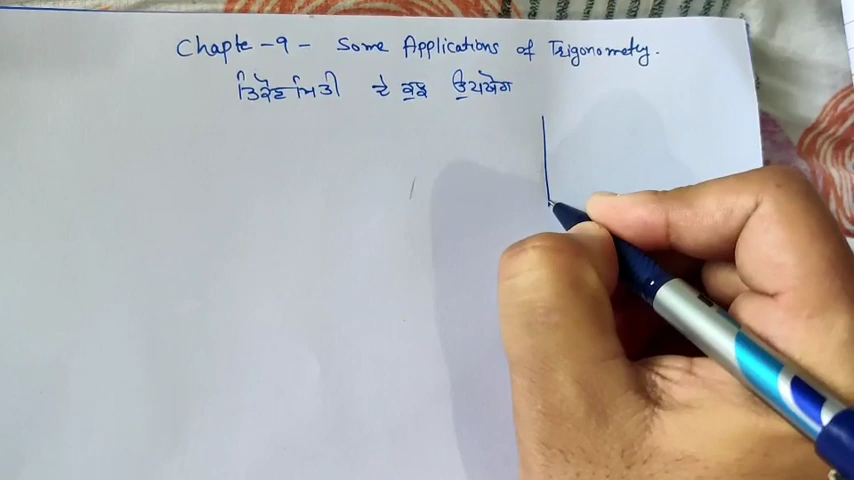 Chapte - 9 - Some Applications of Trigonomety.
ਤ੍ਰਿਕੋਣਮਿਤੀ ਦੇ ਕੁਝ ਉਪਯੋਗ